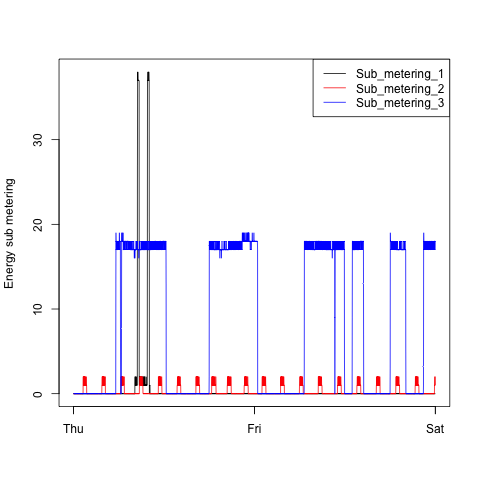 Sub_metering_1
Sub_metering_2
Sub_metering_3
Energy sub metering
30
20
10
0
Thu Fri Sat